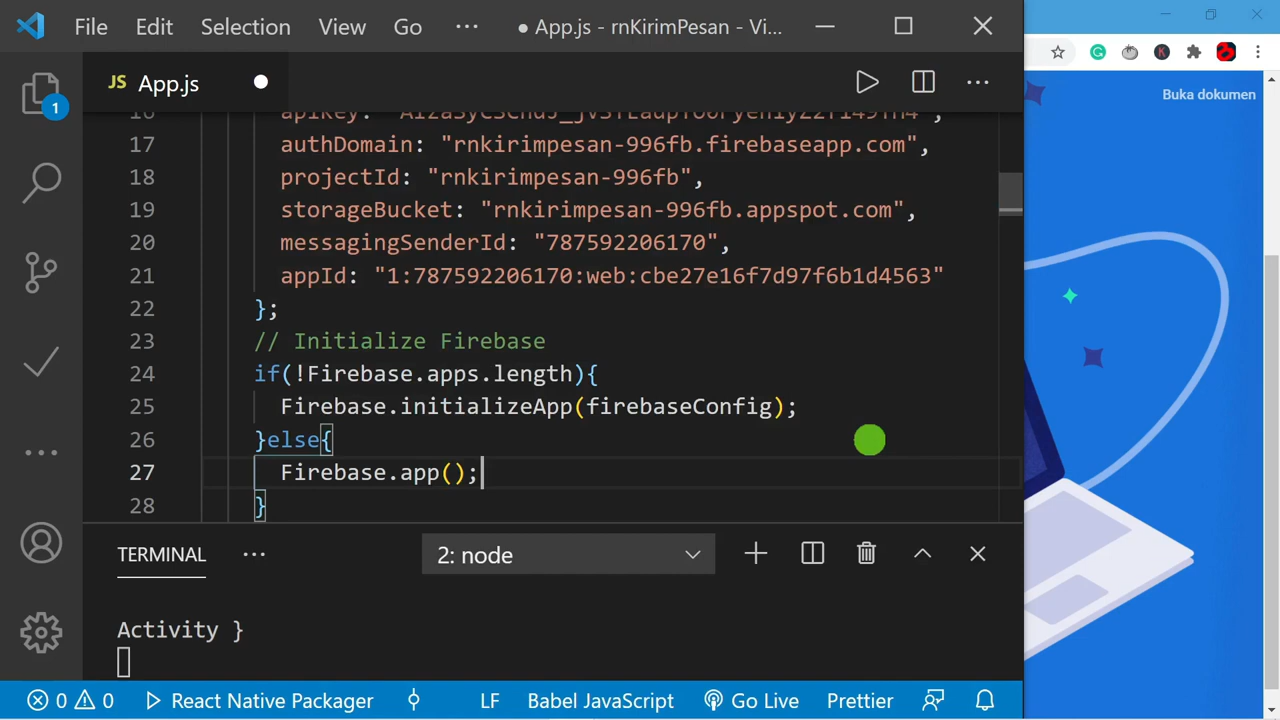 File Edit Selection View Go ··· ● App.js - rnKirimPesan - Vi...
JS App.js
Buka dokumen
1
16 apiKey:
17 authDomain: "rnkirimpesan-996fb.firebaseapp.com",
18 projectId: "rnkirimpesan-996fb",
19 storageBucket: "rnkirimpesan-996fb.appspot.com",
20 messagingSenderId: "787592206170",
21 appId: "1:787592206170:web:cbe27e16f7d97f6b1d4563"
22 };
23 // Initialize Firebase
24 if(!Firebase.apps.length){
25 Firebase.initializeApp(firebaseConfig);
26 }else{
27 Firebase.app();
28 }
TERMINAL ··· 2: node
Activity }
0 0 React Native Packager LF Babel JavaScript Go Live Prettier